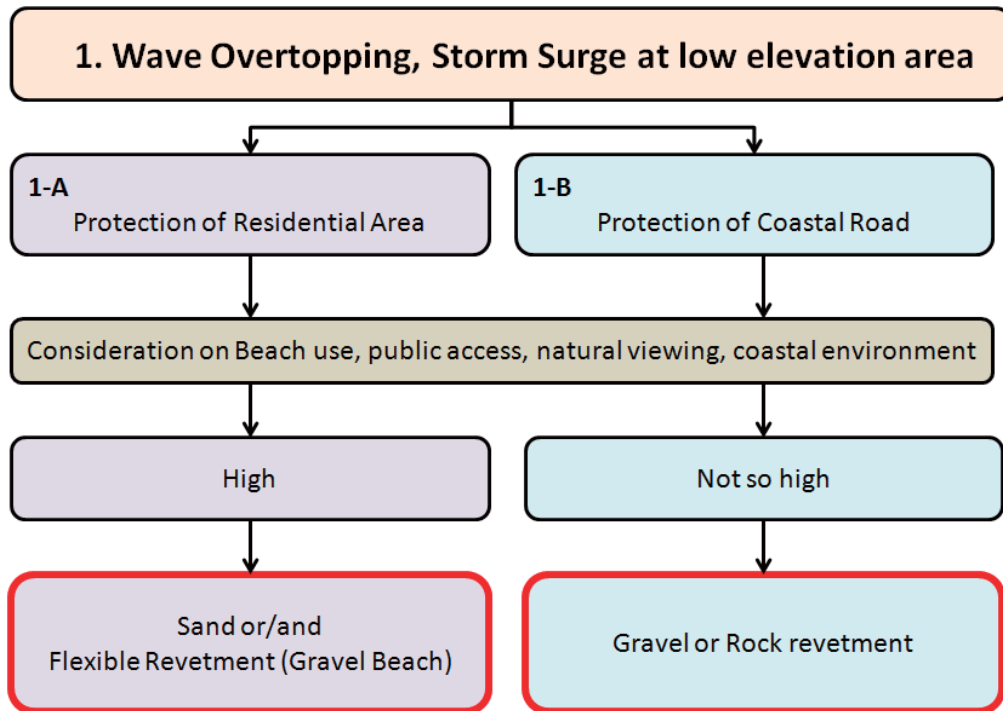 1. Wave Overtopping, Storm Surge at low elevation area
1-A
Protection of Residential Area
1-B
Protection of Coastal Road
Consideration on Beach use, public access, natural viewing, coastal environment
High
Not so high
Sand or/and
Flexible Revetment (Gravel Beach)
Gravel or Rock revetment